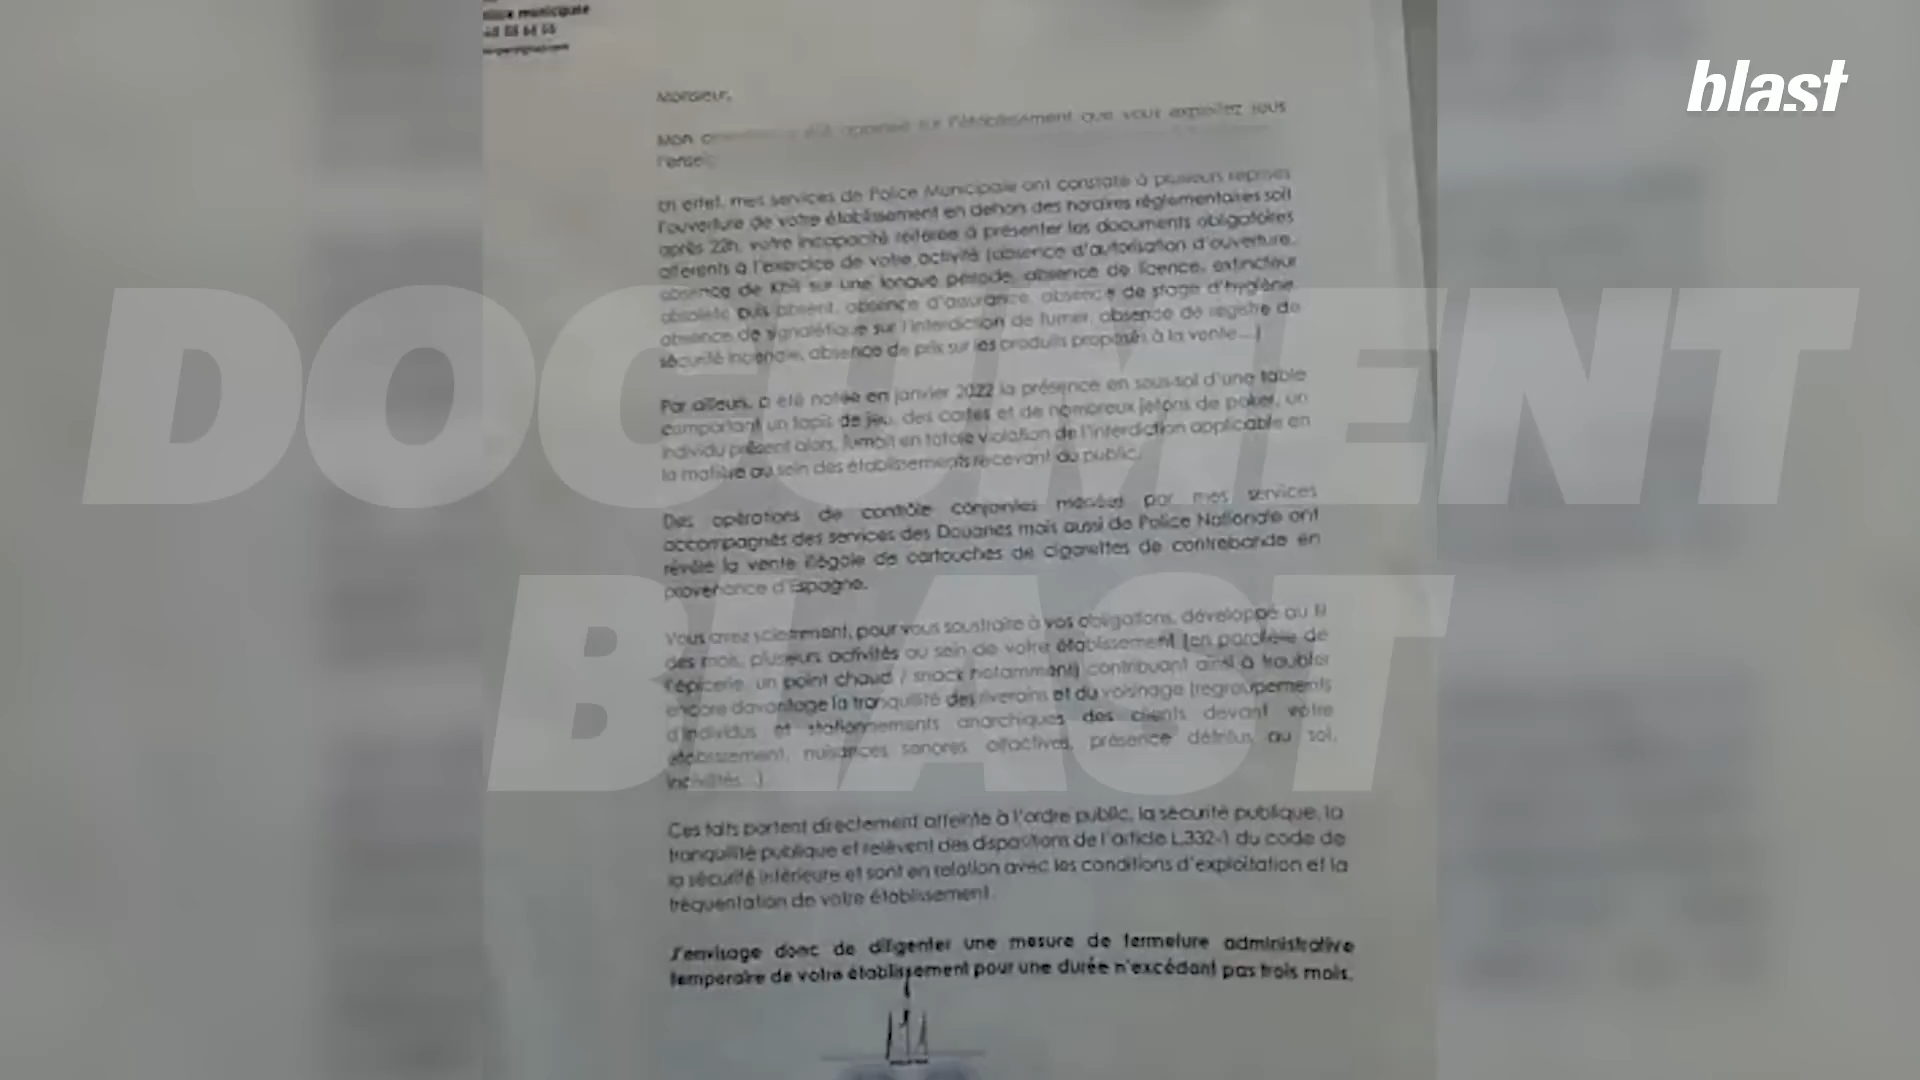 police municipale
blast
Monsieur,
Mon attention a été appelée sur l'établissement que vous exploitez sous
l'enseigne
En effet, mes services de Police Municipale ont constaté à plusieurs reprises
l'ouverture de votre établissement en dehors des horaires réglementaires soit
après 22h, votre incapacité réitérée à présenter les documents obligatoires
afférents à l'exercice de votre activité (absence d'autorisation d'ouverture,
absence de Kbis sur une longue période, absence de licence, extincteur
obsolète puis absent, absence d'assurance, absence de stage d'hygiène,
absence de signalétique sur l'interdiction de fumer, absence de registre de
sécurité incendie, absence de prix sur les produits proposés à la vente...)
Par ailleurs, a été notée en janvier 2022 la présence en sous-sol d'une table
comportant un tapis de jeu, des cartes et de nombreux jetons de poker, un
individu présent alors, fumait en totale violation de l'interdiction applicable en
la matière au sein des établissements recevant du public.
Des opérations de contrôle conjointes menées par mes services
accompagnés des services des Douanes mais aussi de Police Nationale ont
révélé la vente illégale de cartouches de cigarettes de contrebande en
provenance d'Espagne.
Vous avez sciemment, pour vous soustraire à vos obligations, développé au fil
des mois, plusieurs activités au sein de votre établissement (en parallèle de
l'épicerie, un point chaud / snack notamment) contribuant ainsi à troubler
encore davantage la tranquillité des riverains et du voisinage (regroupements
d'individus et stationnements anarchiques des clients devant votre
établissement, nuisances sonores, olfactives, présence détritus au sol,
incivilités...)
Ces faits portent directement atteinte à l'ordre public, la sécurité publique, la
tranquillité publique et relèvent des dispositions de l'article L.332-1 du code de
la sécurité intérieure et sont en relation avec les conditions d'exploitation et la
fréquentation de votre établissement.
J'envisage donc de diligenter une mesure de fermeture administrative
temporaire de votre établissement pour une durée n'excédant pas trois mois.
DOCUMENT
BLAST